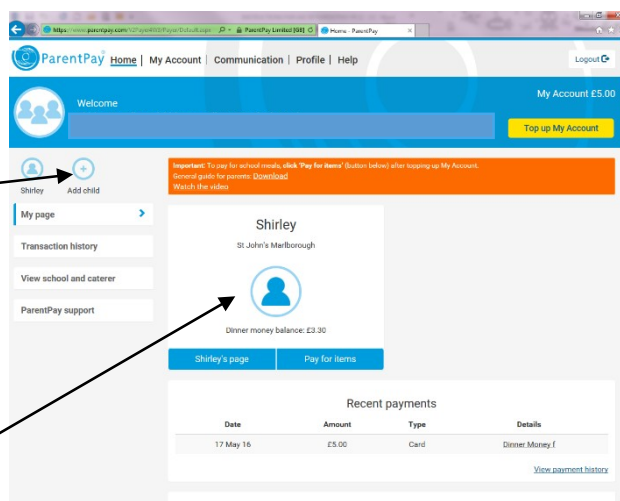 Home - ParentPay
ParentPay Home | My Account | Communication | Profile | Help
Logout
Welcome
My Account £5.00
Top up My Account
Shirley
Add child
Important: To pay for school meals, click 'Pay for items' (button below) after topping up My Account.
General guide for parents: Download
Watch the video
My page
Transaction history
View school and caterer
ParentPay support
Shirley
St John's Marlborough
Dinner money balance: £3.30
Shirley's page
Pay for items
Recent payments
Date Amount Type Details
17 May 16 £5.00 Card Dinner Money f
View payment history